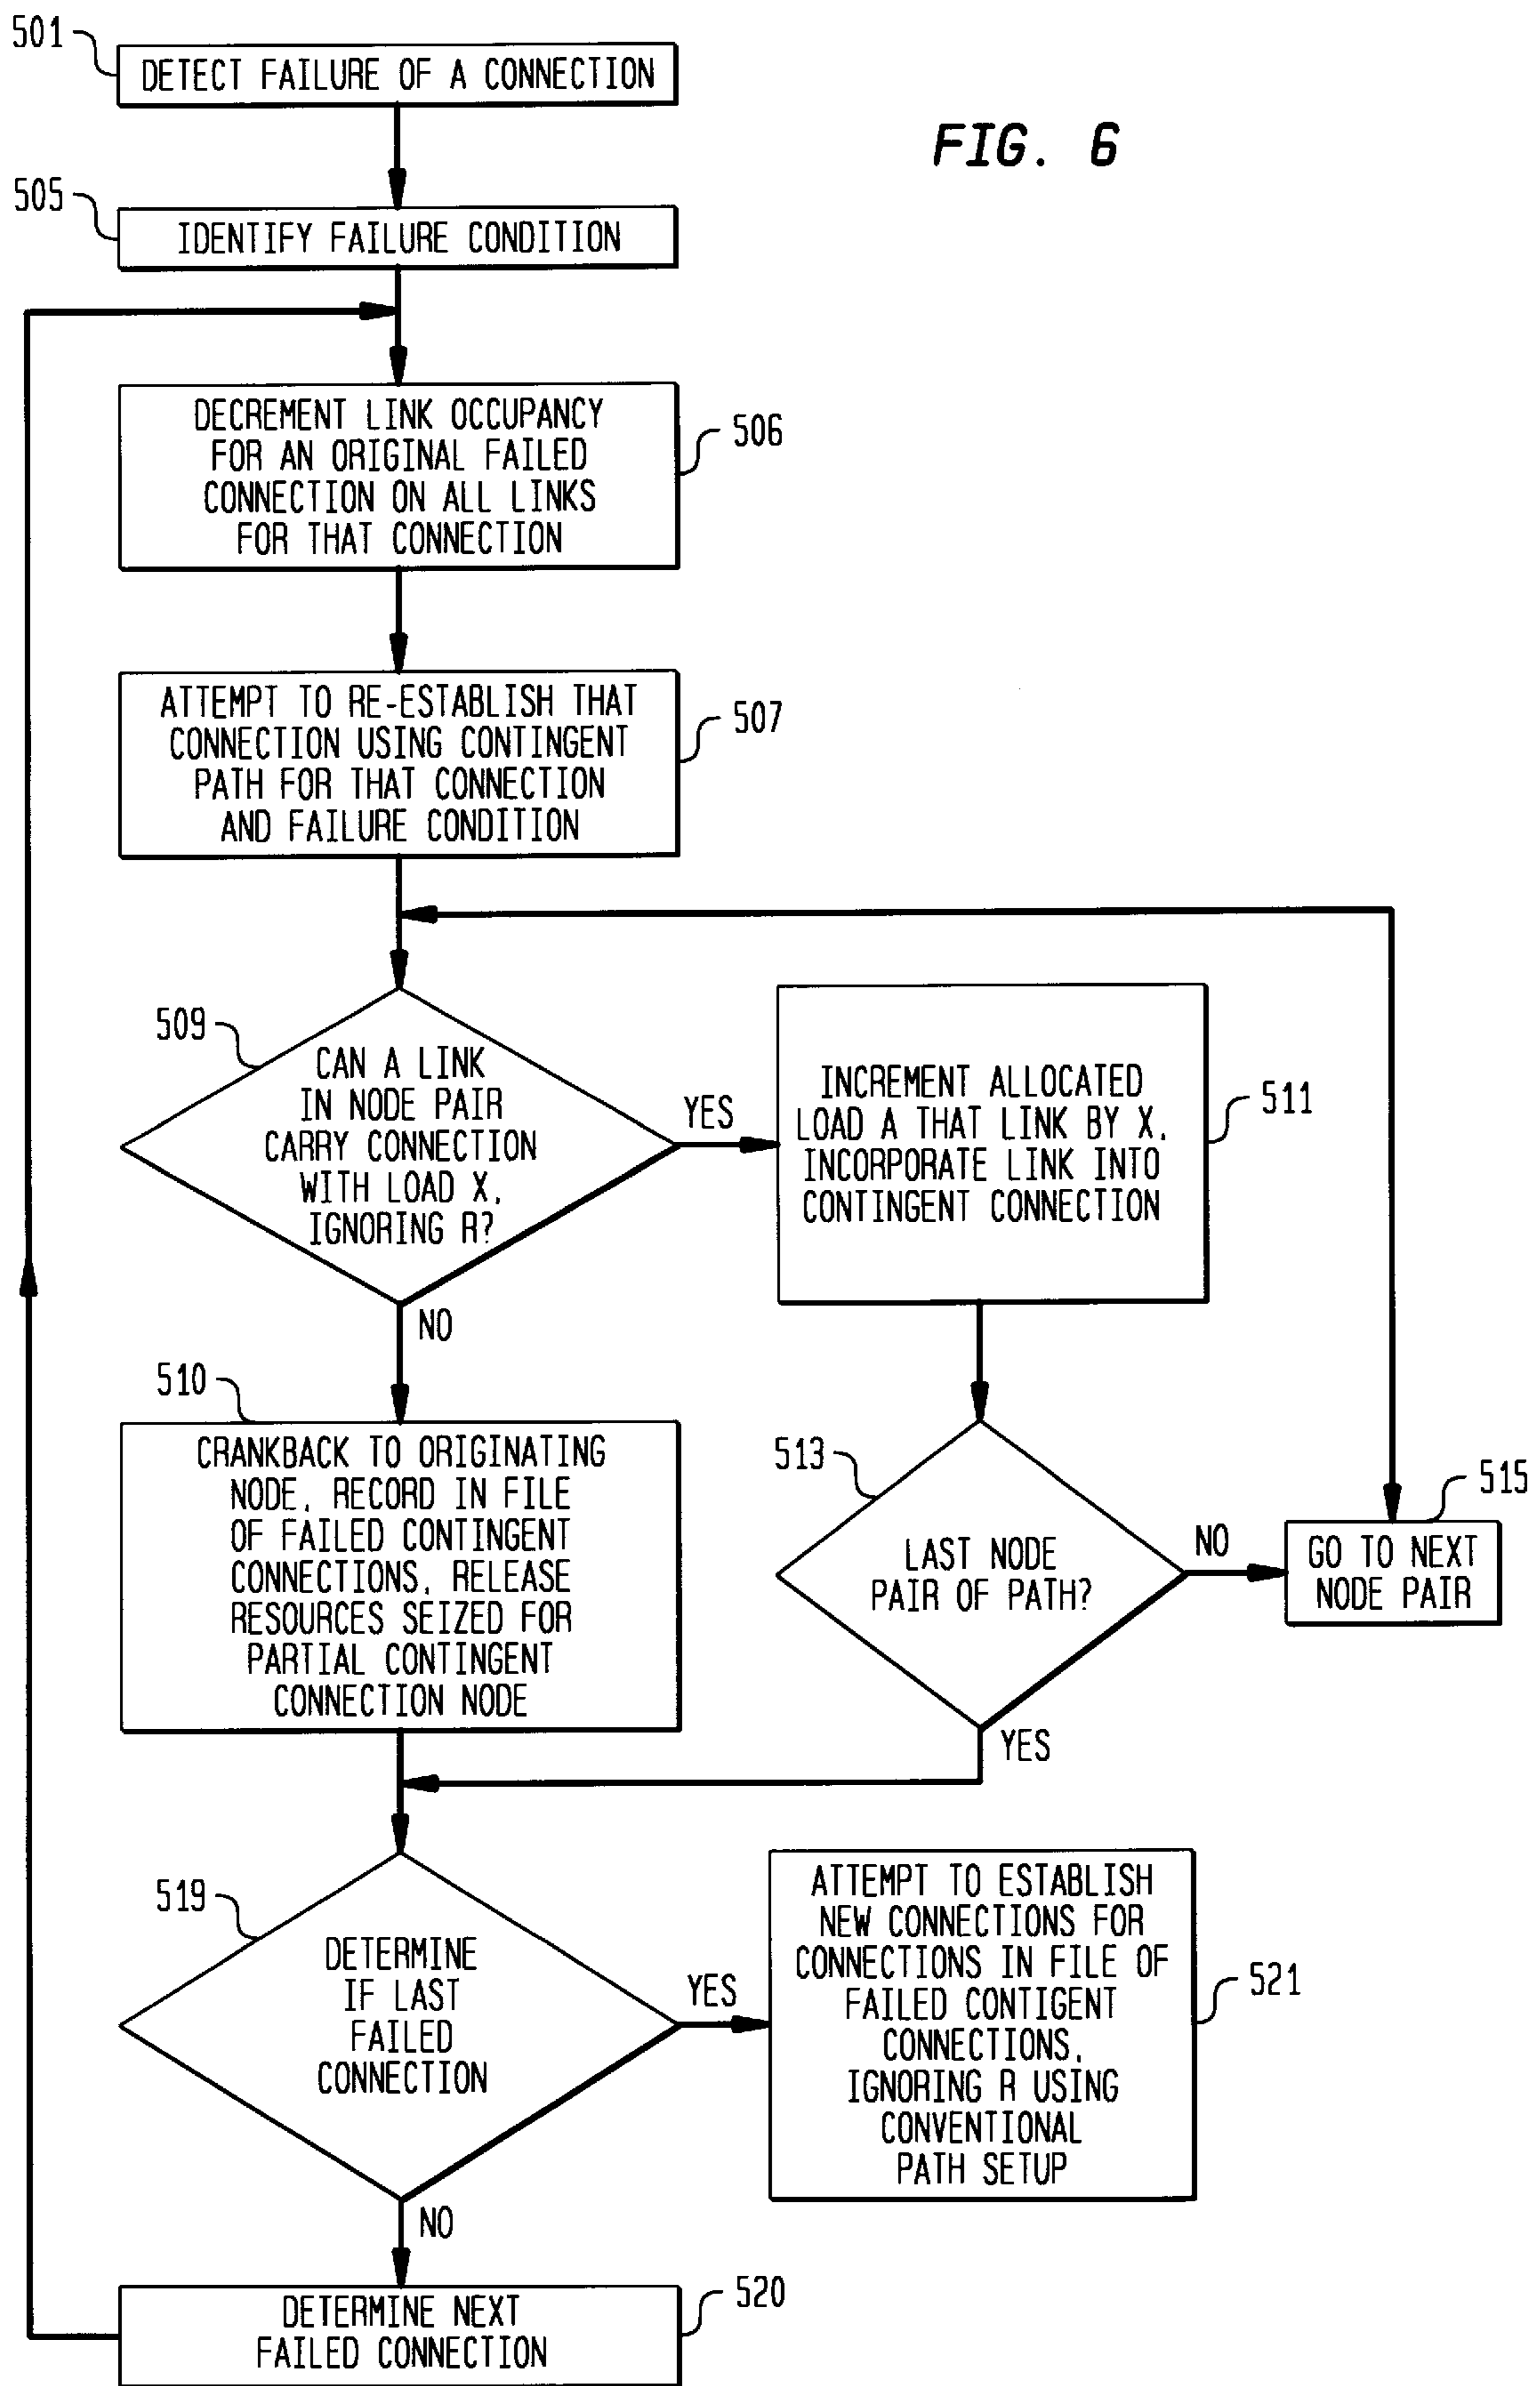 501
DETECT FAILURE OF A CONNECTION
FIG. 6
505
IDENTIFY FAILURE CONDITION
DECREMENT LINK OCCUPANCY
FOR AN ORIGINAL FAILED
CONNECTION ON ALL LINKS
FOR THAT CONNECTION
506
ATTEMPT TO RE-ESTABLISH THAT
CONNECTION USING CONTINGENT
PATH FOR THAT CONNECTION
AND FAILURE CONDITION
507
509
CAN A LINK
IN NODE PAIR
CARRY CONNECTION
WITH LOAD X,
IGNORING R?
YES
NO
INCREMENT ALLOCATED
LOAD A THAT LINK BY X,
INCORPORATE LINK INTO
CONTINGENT CONNECTION
511
510
CRANKBACK TO ORIGINATING
NODE, RECORD IN FILE
OF FAILED CONTINGENT
CONNECTIONS, RELEASE
RESOURCES SEIZED FOR
PARTIAL CONTINGENT
CONNECTION NODE
513
LAST NODE
PAIR OF PATH?
NO
YES
515
GO TO NEXT
NODE PAIR
519
DETERMINE
IF LAST
FAILED
CONNECTION
YES
NO
ATTEMPT TO ESTABLISH
NEW CONNECTIONS FOR
CONNECTIONS IN FILE OF
FAILED CONTIGENT
CONNECTIONS,
IGNORING R USING
CONVENTIONAL
PATH SETUP
521
DETERMINE NEXT
FAILED CONNECTION
520